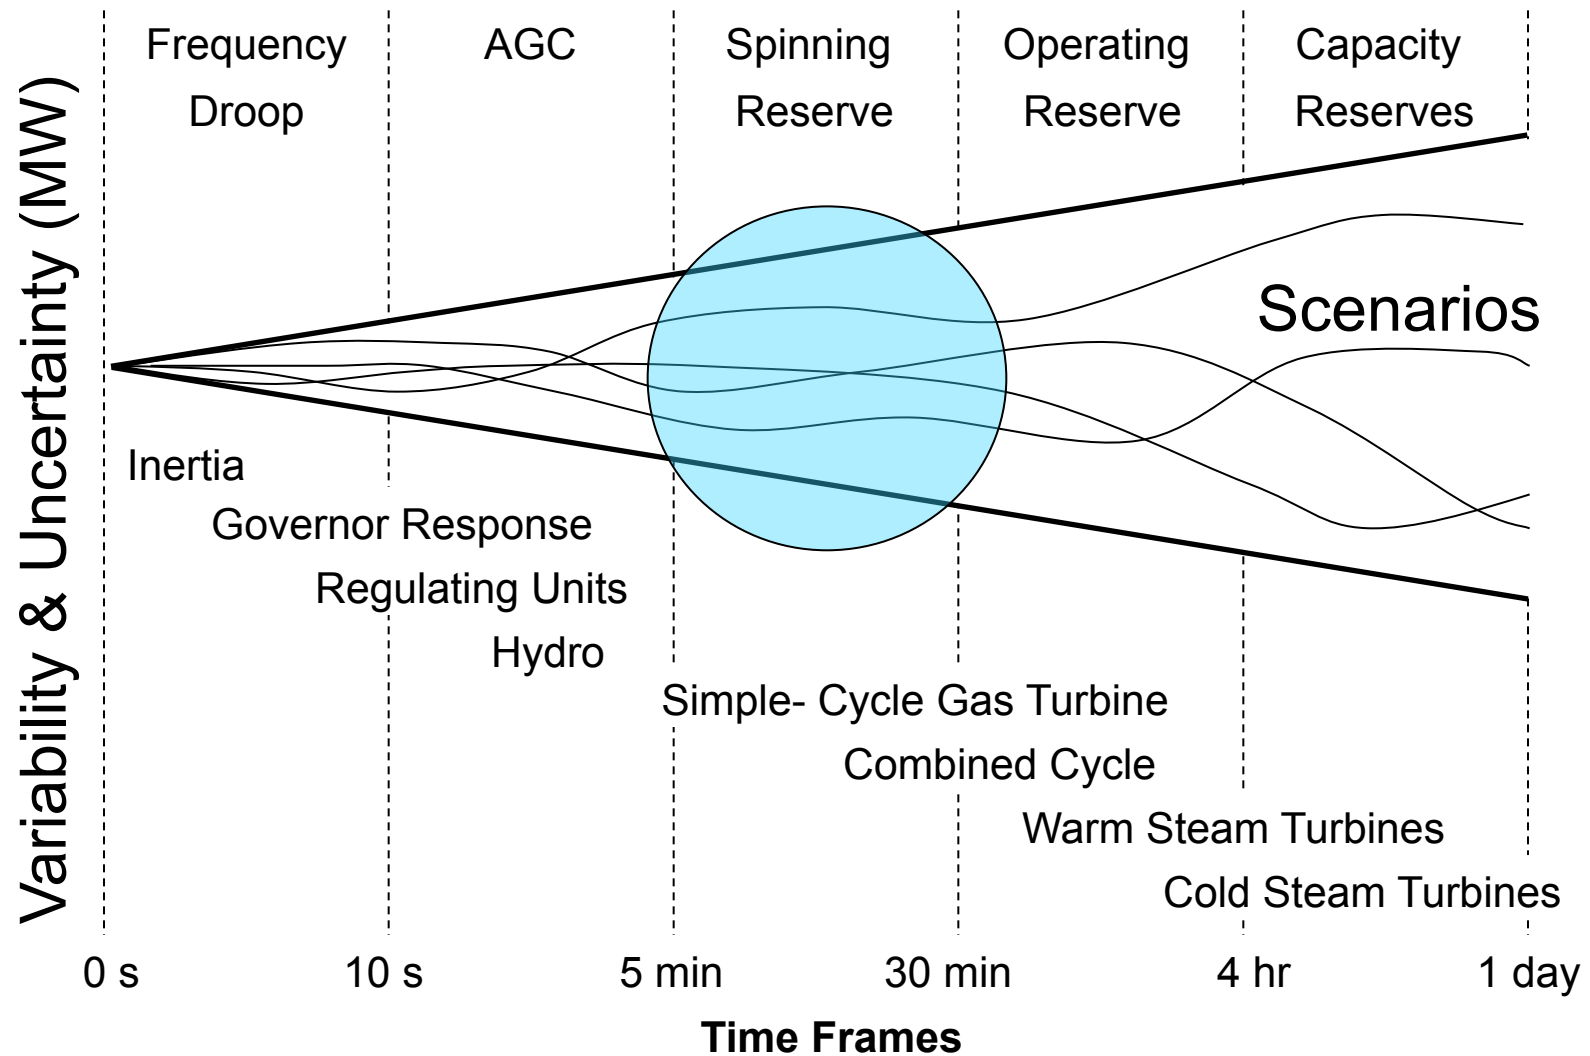 Frequency
Droop
AGC
Spinning
Reserve
Operating
Reserve
Capacity
Reserves
Variability & Uncertainty (MW)
Scenarios
Inertia
Governor Response
Regulating Units
Hydro
Simple- Cycle Gas Turbine
Combined Cycle
Warm Steam Turbines
Cold Steam Turbines
0 s
10 s
5 min
30 min
4 hr
1 day
Time Frames